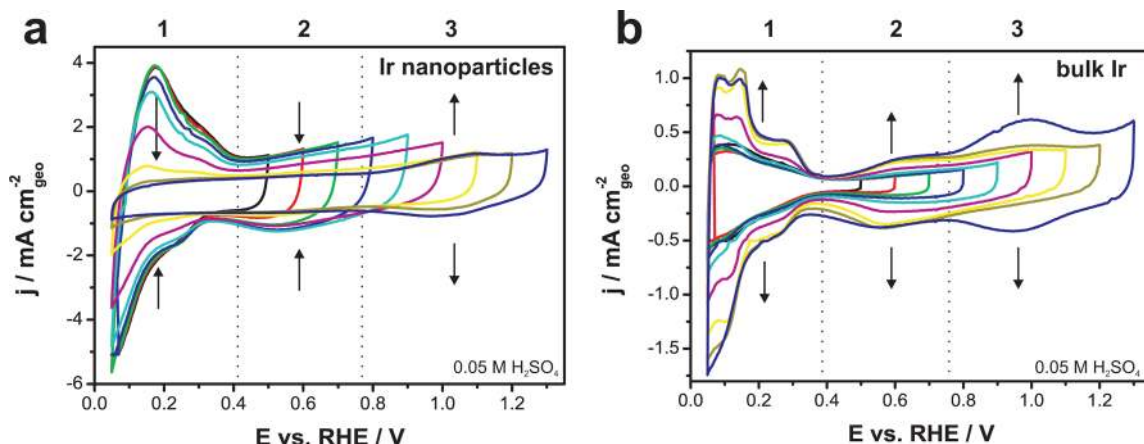 a
1 2 3
Ir nanoparticles
j / mA cm⁻²geo
4
2
0
-2
-4
-6
0.05 M H₂SO₄
0.0 0.2 0.4 0.6 0.8 1.0 1.2
E vs. RHE / V
b
1 2 3
bulk Ir
j / mA cm⁻²geo
1.0
0.5
0.0
-0.5
-1.0
-1.5
0.05 M H₂SO₄
0.0 0.2 0.4 0.6 0.8 1.0 1.2
E vs. RHE / V